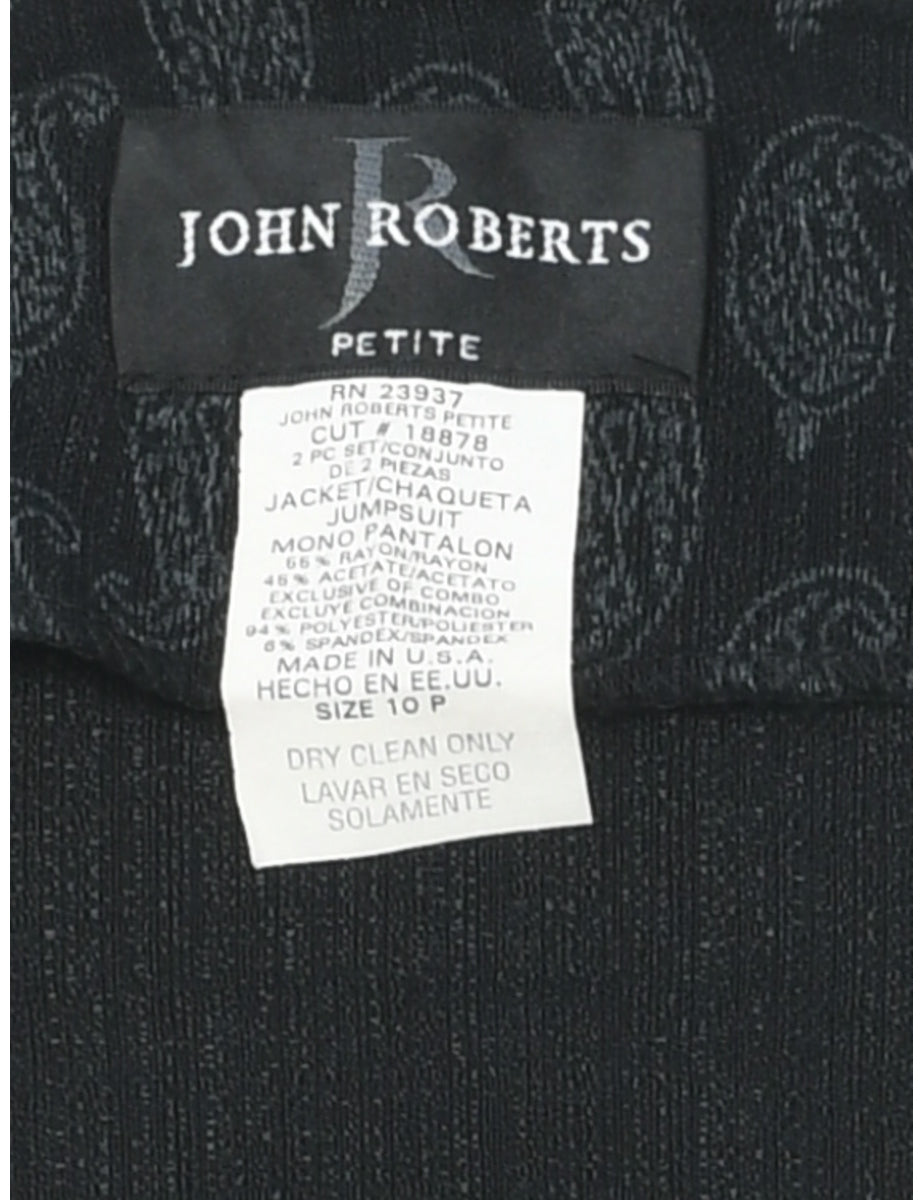 JR
JOHN ROBERTS
PETITE
RN 23937
JOHN ROBERTS PETITE
CUT # 18878
2 PC SET/CONJUNTO
DE 2 PIEZAS
JACKET/CHAQUETA
JUMPSUIT
MONO PANTALON
% RAYON/RAYON
% ACETATE/ACETATO
EXCLUSIVE OF COMBO
EXCLUYE COMBINACION
94% POLYESTER/POLIESTER
6% SPANDEX/SPANDEX
MADE IN U.S.A.
HECHO EN EE.UU.
SIZE 10 P
DRY CLEAN ONLY
LAVAR EN SECO
SOLAMENTE